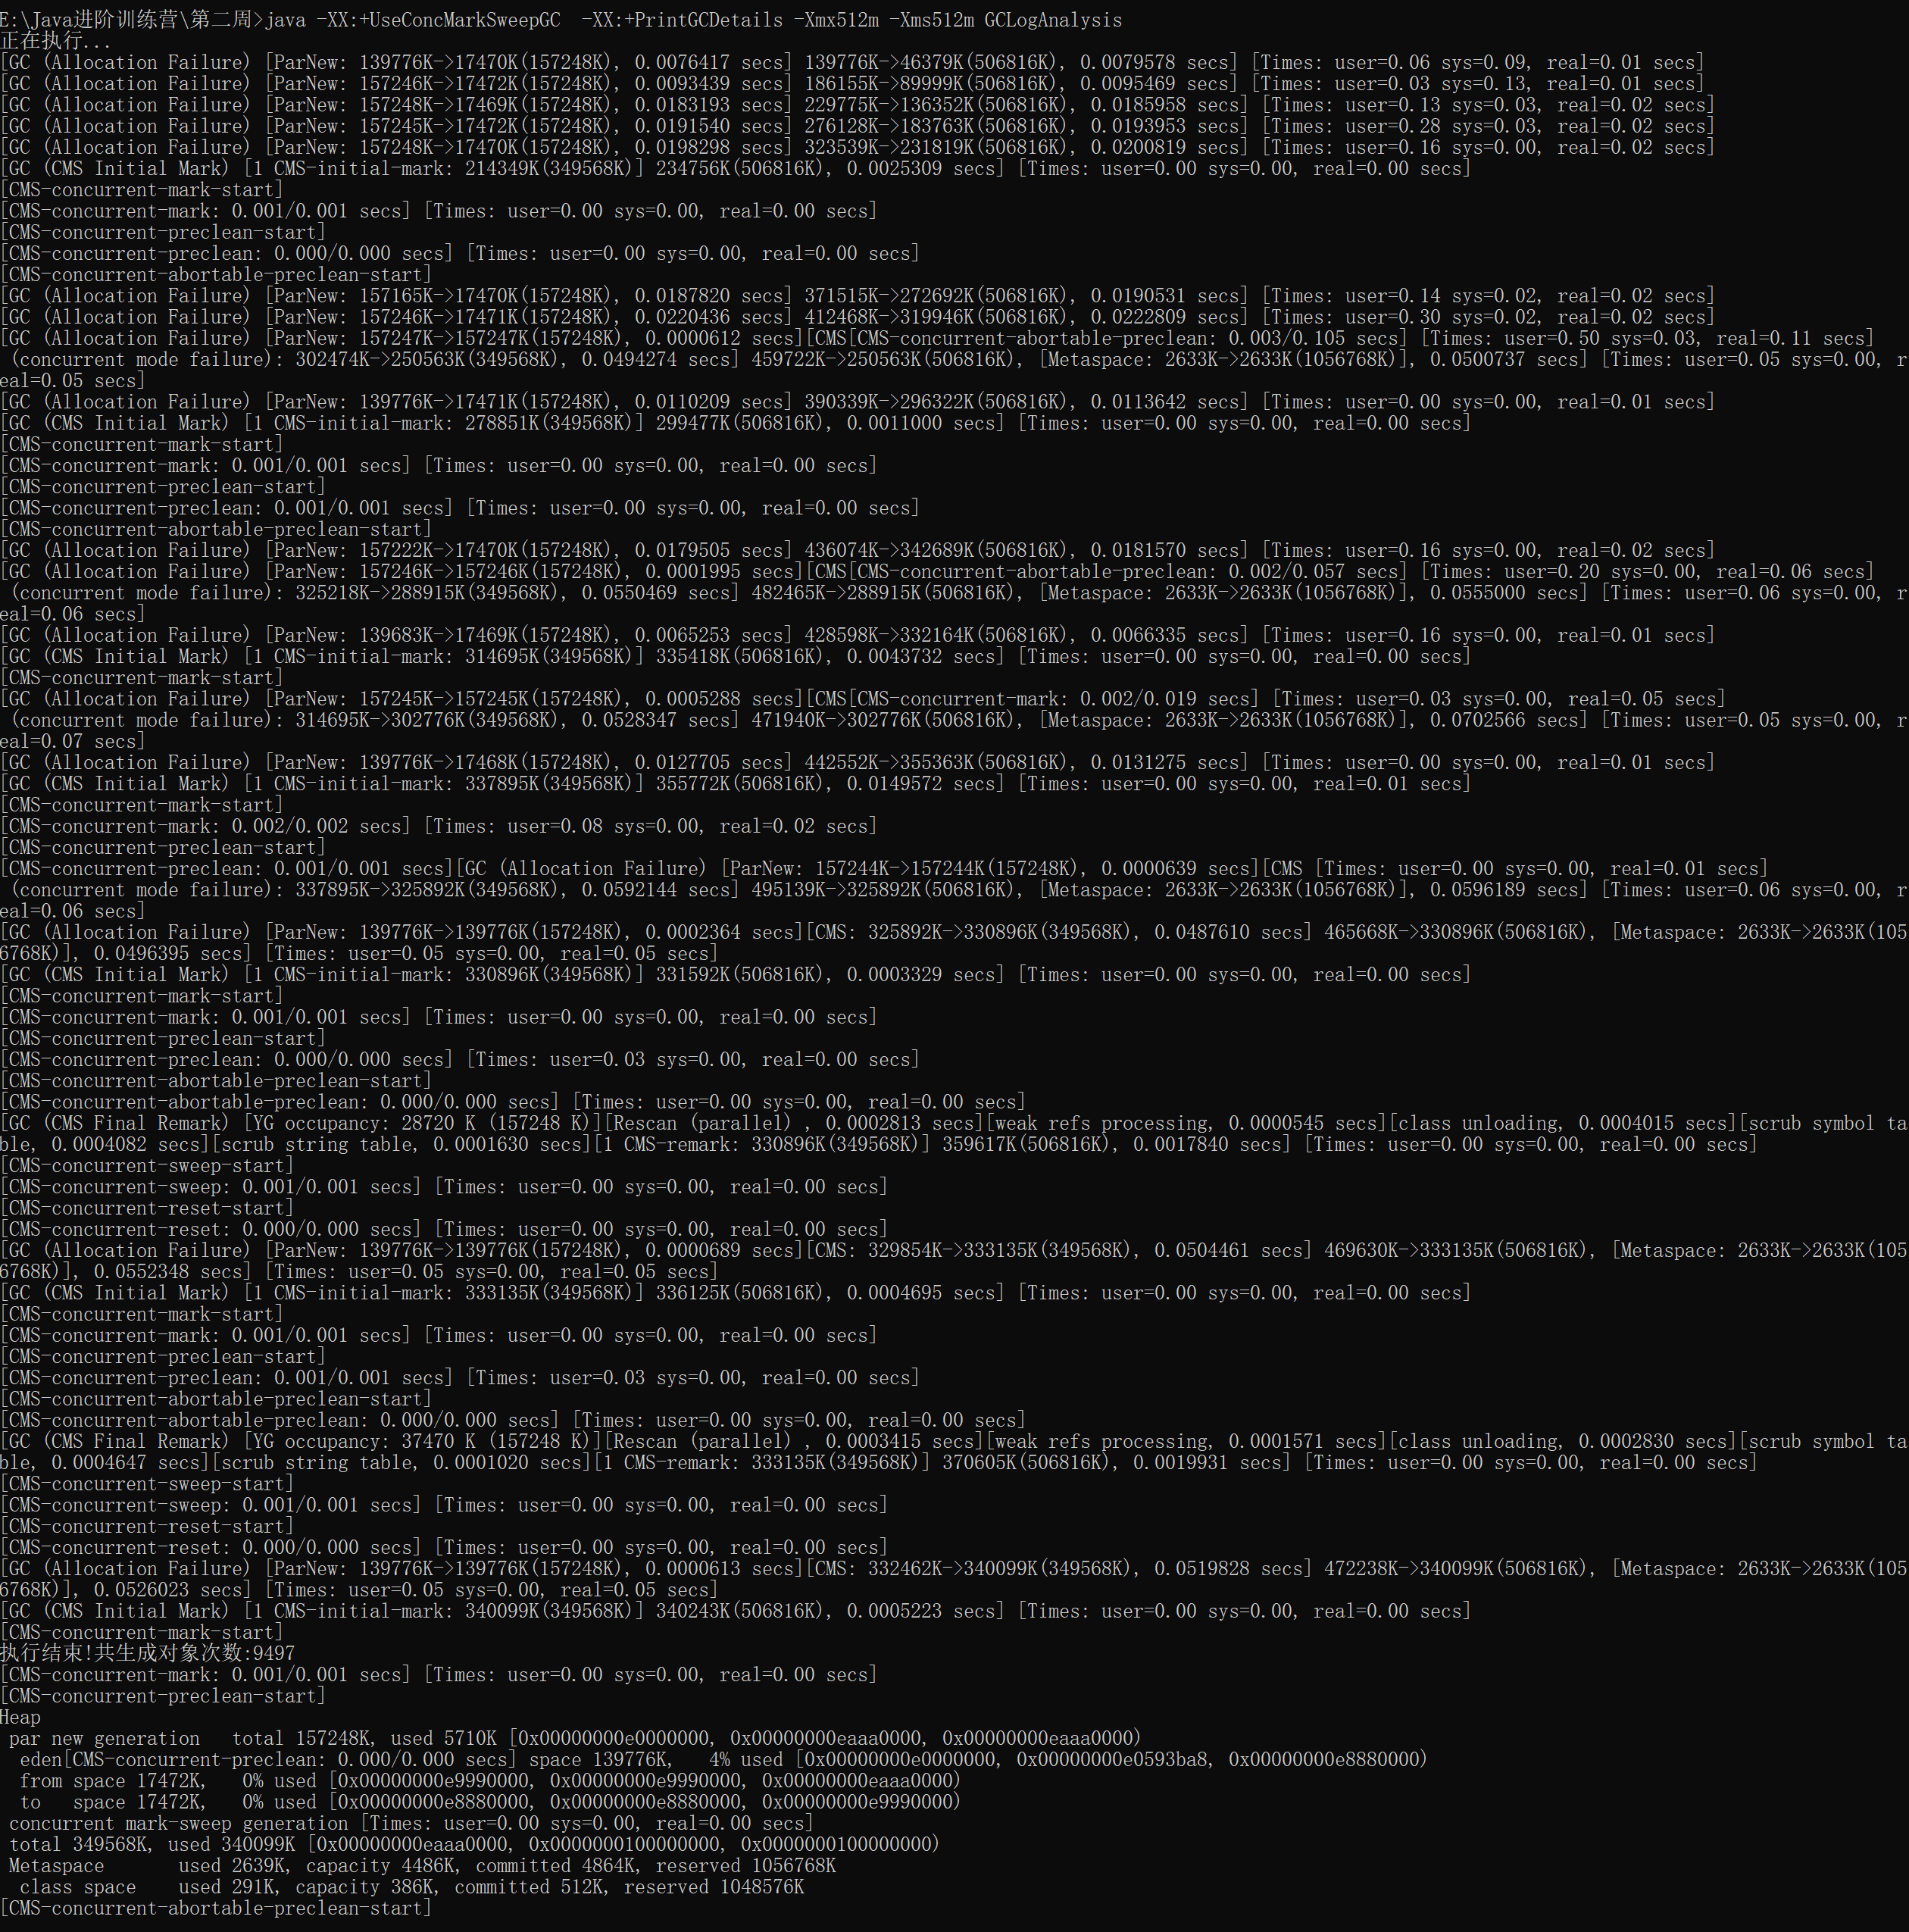 E:\Java进阶训练营\第二周>java -XX:+UseConcMarkSweepGC  -XX:+PrintGCDetails -Xmx512m -Xms512m GCLogAnalysis
正在执行...
[GC (Allocation Failure) [ParNew: 139776K->17470K(157248K), 0.0076417 secs] 139776K->46379K(506816K), 0.0079578 secs] [Times: user=0.06 sys=0.09, real=0.01 secs]
[GC (Allocation Failure) [ParNew: 157246K->17472K(157248K), 0.0093439 secs] 186155K->89999K(506816K), 0.0095469 secs] [Times: user=0.03 sys=0.13, real=0.01 secs]
[GC (Allocation Failure) [ParNew: 157248K->17469K(157248K), 0.0183193 secs] 229775K->136352K(506816K), 0.0185958 secs] [Times: user=0.13 sys=0.03, real=0.02 secs]
[GC (Allocation Failure) [ParNew: 157245K->17472K(157248K), 0.0191540 secs] 276128K->183763K(506816K), 0.0193953 secs] [Times: user=0.28 sys=0.03, real=0.02 secs]
[GC (Allocation Failure) [ParNew: 157248K->17470K(157248K), 0.0198298 secs] 323539K->231819K(506816K), 0.0200819 secs] [Times: user=0.16 sys=0.00, real=0.02 secs]
[GC (CMS Initial Mark) [1 CMS-initial-mark: 214349K(349568K)] 234756K(506816K), 0.0025309 secs] [Times: user=0.00 sys=0.00, real=0.00 secs]
[CMS-concurrent-mark-start]
[CMS-concurrent-mark: 0.001/0.001 secs] [Times: user=0.00 sys=0.00, real=0.00 secs]
[CMS-concurrent-preclean-start]
[CMS-concurrent-preclean: 0.000/0.000 secs] [Times: user=0.00 sys=0.00, real=0.00 secs]
[CMS-concurrent-abortable-preclean-start]
[GC (Allocation Failure) [ParNew: 157165K->17470K(157248K), 0.0187820 secs] 371515K->272692K(506816K), 0.0190531 secs] [Times: user=0.14 sys=0.02, real=0.02 secs]
[GC (Allocation Failure) [ParNew: 157246K->17471K(157248K), 0.0220436 secs] 412468K->319946K(506816K), 0.0222809 secs] [Times: user=0.30 sys=0.02, real=0.02 secs]
[GC (Allocation Failure) [ParNew: 157247K->157247K(157248K), 0.0000612 secs][CMS[CMS-concurrent-abortable-preclean: 0.003/0.105 secs] [Times: user=0.50 sys=0.03, real=0.11 secs]
 (concurrent mode failure): 302474K->250563K(349568K), 0.0494274 secs] 459722K->250563K(506816K), [Metaspace: 2633K->2633K(1056768K)], 0.0500737 secs] [Times: user=0.05 sys=0.00, r
eal=0.05 secs]
[GC (Allocation Failure) [ParNew: 139776K->17471K(157248K), 0.0110209 secs] 390339K->296322K(506816K), 0.0113642 secs] [Times: user=0.00 sys=0.00, real=0.01 secs]
[GC (CMS Initial Mark) [1 CMS-initial-mark: 278851K(349568K)] 299477K(506816K), 0.0011000 secs] [Times: user=0.00 sys=0.00, real=0.00 secs]
[CMS-concurrent-mark-start]
[CMS-concurrent-mark: 0.001/0.001 secs] [Times: user=0.00 sys=0.00, real=0.00 secs]
[CMS-concurrent-preclean-start]
[CMS-concurrent-preclean: 0.001/0.001 secs] [Times: user=0.00 sys=0.00, real=0.00 secs]
[CMS-concurrent-abortable-preclean-start]
[GC (Allocation Failure) [ParNew: 157222K->17470K(157248K), 0.0179505 secs] 436074K->342689K(506816K), 0.0181570 secs] [Times: user=0.16 sys=0.00, real=0.02 secs]
[GC (Allocation Failure) [ParNew: 157246K->157246K(157248K), 0.0001995 secs][CMS[CMS-concurrent-abortable-preclean: 0.002/0.057 secs] [Times: user=0.20 sys=0.00, real=0.06 secs]
 (concurrent mode failure): 325218K->288915K(349568K), 0.0550469 secs] 482465K->288915K(506816K), [Metaspace: 2633K->2633K(1056768K)], 0.0555000 secs] [Times: user=0.06 sys=0.00, r
eal=0.06 secs]
[GC (Allocation Failure) [ParNew: 139683K->17469K(157248K), 0.0065253 secs] 428598K->332164K(506816K), 0.0066335 secs] [Times: user=0.16 sys=0.00, real=0.01 secs]
[GC (CMS Initial Mark) [1 CMS-initial-mark: 314695K(349568K)] 335418K(506816K), 0.0043732 secs] [Times: user=0.00 sys=0.00, real=0.00 secs]
[CMS-concurrent-mark-start]
[GC (Allocation Failure) [ParNew: 157245K->157245K(157248K), 0.0005288 secs][CMS[CMS-concurrent-mark: 0.002/0.019 secs] [Times: user=0.03 sys=0.00, real=0.05 secs]
 (concurrent mode failure): 314695K->302776K(349568K), 0.0528347 secs] 471940K->302776K(506816K), [Metaspace: 2633K->2633K(1056768K)], 0.0702566 secs] [Times: user=0.05 sys=0.00, r
eal=0.07 secs]
[GC (Allocation Failure) [ParNew: 139776K->17468K(157248K), 0.0127705 secs] 442552K->355363K(506816K), 0.0131275 secs] [Times: user=0.00 sys=0.00, real=0.01 secs]
[GC (CMS Initial Mark) [1 CMS-initial-mark: 337895K(349568K)] 355772K(506816K), 0.0149572 secs] [Times: user=0.00 sys=0.00, real=0.01 secs]
[CMS-concurrent-mark-start]
[CMS-concurrent-mark: 0.002/0.002 secs] [Times: user=0.08 sys=0.00, real=0.02 secs]
[CMS-concurrent-preclean-start]
[CMS-concurrent-preclean: 0.001/0.001 secs][GC (Allocation Failure) [ParNew: 157244K->157244K(157248K), 0.0000639 secs][CMS [Times: user=0.00 sys=0.00, real=0.01 secs]
 (concurrent mode failure): 337895K->325892K(349568K), 0.0592144 secs] 495139K->325892K(506816K), [Metaspace: 2633K->2633K(1056768K)], 0.0596189 secs] [Times: user=0.06 sys=0.00, r
eal=0.06 secs]
[GC (Allocation Failure) [ParNew: 139776K->139776K(157248K), 0.0002364 secs][CMS: 325892K->330896K(349568K), 0.0487610 secs] 465668K->330896K(506816K), [Metaspace: 2633K->2633K(105
6768K)], 0.0496395 secs] [Times: user=0.05 sys=0.00, real=0.05 secs]
[GC (CMS Initial Mark) [1 CMS-initial-mark: 330896K(349568K)] 331592K(506816K), 0.0003329 secs] [Times: user=0.00 sys=0.00, real=0.00 secs]
[CMS-concurrent-mark-start]
[CMS-concurrent-mark: 0.001/0.001 secs] [Times: user=0.00 sys=0.00, real=0.00 secs]
[CMS-concurrent-preclean-start]
[CMS-concurrent-preclean: 0.000/0.000 secs] [Times: user=0.03 sys=0.00, real=0.00 secs]
[CMS-concurrent-abortable-preclean-start]
[CMS-concurrent-abortable-preclean: 0.000/0.000 secs] [Times: user=0.00 sys=0.00, real=0.00 secs]
[GC (CMS Final Remark) [YG occupancy: 28720 K (157248 K)][Rescan (parallel) , 0.0002813 secs][weak refs processing, 0.0000545 secs][class unloading, 0.0004015 secs][scrub symbol ta
ble, 0.0004082 secs][scrub string table, 0.0001630 secs][1 CMS-remark: 330896K(349568K)] 359617K(506816K), 0.0017840 secs] [Times: user=0.00 sys=0.00, real=0.00 secs]
[CMS-concurrent-sweep-start]
[CMS-concurrent-sweep: 0.001/0.001 secs] [Times: user=0.00 sys=0.00, real=0.00 secs]
[CMS-concurrent-reset-start]
[CMS-concurrent-reset: 0.000/0.000 secs] [Times: user=0.00 sys=0.00, real=0.00 secs]
[GC (Allocation Failure) [ParNew: 139776K->139776K(157248K), 0.0000689 secs][CMS: 329854K->333135K(349568K), 0.0504461 secs] 469630K->333135K(506816K), [Metaspace: 2633K->2633K(105
6768K)], 0.0552348 secs] [Times: user=0.05 sys=0.00, real=0.05 secs]
[GC (CMS Initial Mark) [1 CMS-initial-mark: 333135K(349568K)] 336125K(506816K), 0.0004695 secs] [Times: user=0.00 sys=0.00, real=0.00 secs]
[CMS-concurrent-mark-start]
[CMS-concurrent-mark: 0.001/0.001 secs] [Times: user=0.00 sys=0.00, real=0.00 secs]
[CMS-concurrent-preclean-start]
[CMS-concurrent-preclean: 0.001/0.001 secs] [Times: user=0.03 sys=0.00, real=0.00 secs]
[CMS-concurrent-abortable-preclean-start]
[CMS-concurrent-abortable-preclean: 0.000/0.000 secs] [Times: user=0.00 sys=0.00, real=0.00 secs]
[GC (CMS Final Remark) [YG occupancy: 37470 K (157248 K)][Rescan (parallel) , 0.0003415 secs][weak refs processing, 0.0001571 secs][class unloading, 0.0002830 secs][scrub symbol ta
ble, 0.0004647 secs][scrub string table, 0.0001020 secs][1 CMS-remark: 333135K(349568K)] 370605K(506816K), 0.0019931 secs] [Times: user=0.00 sys=0.00, real=0.00 secs]
[CMS-concurrent-sweep-start]
[CMS-concurrent-sweep: 0.001/0.001 secs] [Times: user=0.00 sys=0.00, real=0.00 secs]
[CMS-concurrent-reset-start]
[CMS-concurrent-reset: 0.000/0.000 secs] [Times: user=0.00 sys=0.00, real=0.00 secs]
[GC (Allocation Failure) [ParNew: 139776K->139776K(157248K), 0.0000613 secs][CMS: 332462K->340099K(349568K), 0.0519828 secs] 472238K->340099K(506816K), [Metaspace: 2633K->2633K(105
6768K)], 0.0526023 secs] [Times: user=0.05 sys=0.00, real=0.05 secs]
[GC (CMS Initial Mark) [1 CMS-initial-mark: 340099K(349568K)] 340243K(506816K), 0.0005223 secs] [Times: user=0.00 sys=0.00, real=0.00 secs]
[CMS-concurrent-mark-start]
执行结束!共生成对象次数:9497
[CMS-concurrent-mark: 0.001/0.001 secs] [Times: user=0.00 sys=0.00, real=0.00 secs]
[CMS-concurrent-preclean-start]
Heap
 par new generation   total 157248K, used 5710K [0x00000000e0000000, 0x00000000eaaa0000, 0x00000000eaaa0000)
  eden[CMS-concurrent-preclean: 0.000/0.000 secs] space 139776K,   4% used [0x00000000e0000000, 0x00000000e0593ba8, 0x00000000e8880000)
  from space 17472K,   0% used [0x00000000e9990000, 0x00000000e9990000, 0x00000000eaaa0000)
  to   space 17472K,   0% used [0x00000000e8880000, 0x00000000e8880000, 0x00000000e9990000)
 concurrent mark-sweep generation [Times: user=0.00 sys=0.00, real=0.00 secs]
 total 349568K, used 340099K [0x00000000eaaa0000, 0x0000000100000000, 0x0000000100000000)
 Metaspace       used 2639K, capacity 4486K, committed 4864K, reserved 1056768K
  class space    used 291K, capacity 386K, committed 512K, reserved 1048576K
[CMS-concurrent-abortable-preclean-start]